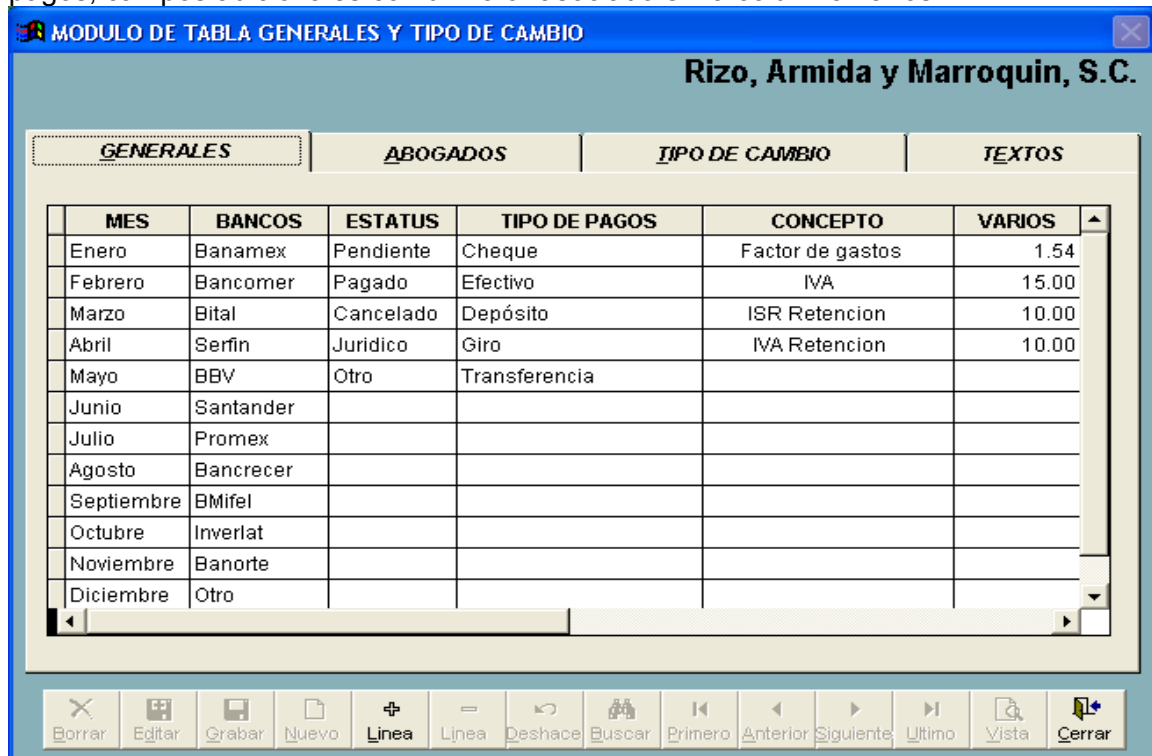 MODULO DE TABLA GENERALES Y TIPO DE CAMBIO
Rizo, Armida y Marroquin, S.C.
GENERALES ABOGADOS TIPO DE CAMBIO TEXTOS
MES BANCOS ESTATUS TIPO DE PAGOS CONCEPTO VARIOS
Enero Banamex Pendiente Cheque Factor de gastos 1.54
Febrero Bancomer Pagado Efectivo IVA 15.00
Marzo Bital Cancelado Depósito ISR Retencion 10.00
Abril Serfin Juridico Giro IVA Retencion 10.00
Mayo BBV Otro Transferencia
Junio Santander
Julio Promex
Agosto Bancrecer
Septiembre BMifel
Octubre Inverlat
Noviembre Banorte
Diciembre Otro
Borrar Editar Grabar Nuevo Linea Linea Deshace Buscar Primero Anterior Siguiente Ultimo Vista Cerrar